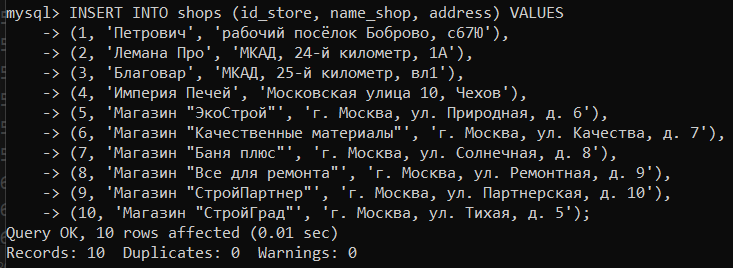 mysql> INSERT INTO shops (id_store, name_shop, address) VALUES
-> (1, 'Петрович', 'рабочий посёлок Боброво, с67Ю'),
-> (2, 'Лемана Про', 'МКАД, 24-й километр, 1А'),
-> (3, 'Благовар', 'МКАД, 25-й километр, вл1'),
-> (4, 'Империя Печей', 'Московская улица 10, Чехов'),
-> (5, 'Магазин "ЭкоСтрой"', 'г. Москва, ул. Природная, д. 6'),
-> (6, 'Магазин "Качественные материалы"', 'г. Москва, ул. Качества, д. 7'),
-> (7, 'Магазин "Баня плюс"', 'г. Москва, ул. Солнечная, д. 8'),
-> (8, 'Магазин "Все для ремонта"', 'г. Москва, ул. Ремонтная, д. 9'),
-> (9, 'Магазин "СтройПартнер"', 'г. Москва, ул. Партнерская, д. 10'),
-> (10, 'Магазин "СтройГрад"', 'г. Москва, ул. Тихая, д. 5');
Query OK, 10 rows affected (0.01 sec)
Records: 10  Duplicates: 0  Warnings: 0